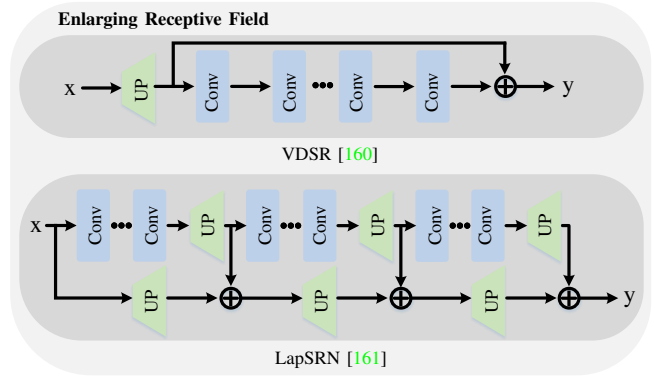 Enlarging Receptive Field
x UP Conv Conv ••• Conv Conv y
VDSR [160]
x Conv ••• Conv UP Conv ••• Conv UP Conv ••• Conv UP
UP UP UP y
LapSRN [161]